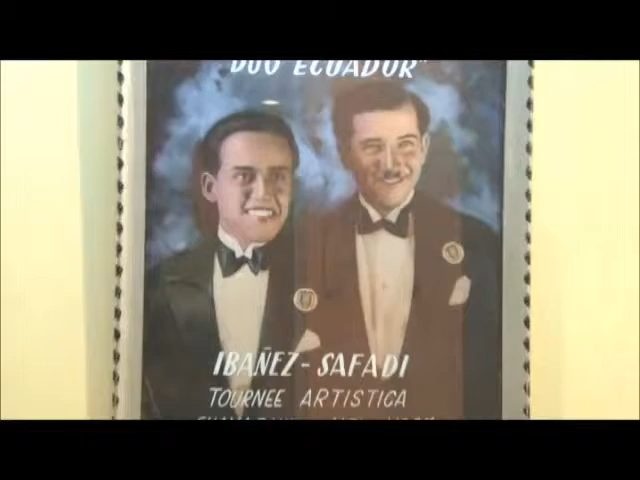 DUO ECUADOR"
IBAÑEZ - SAFADI
TOURNEE ARTISTICA